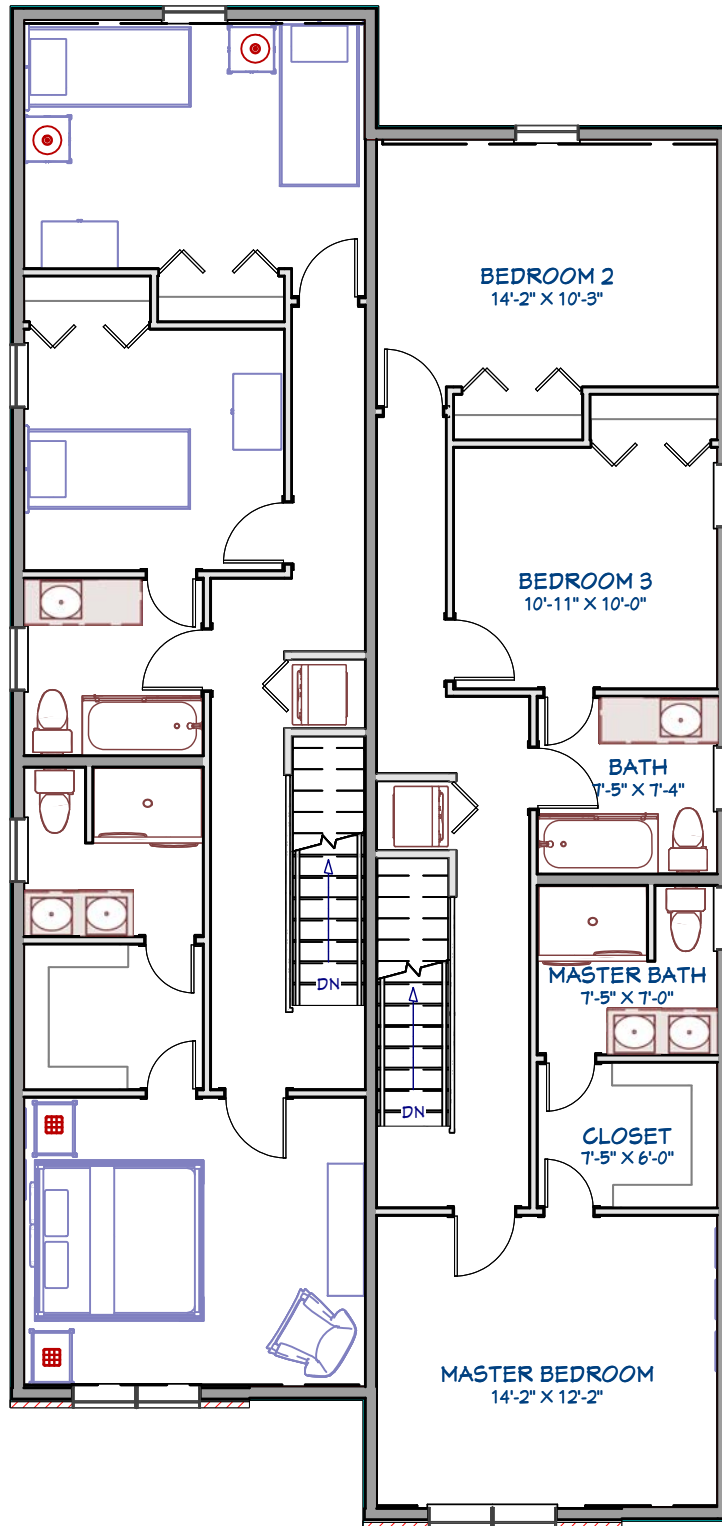 BEDROOM 2
14'-2" X 10'-3"
BEDROOM 3
10'-11" X 10'-0"
BATH
7'-5" X 7'-4"
DN
MASTER BATH
7'-5" X 7'-0"
DN
CLOSET
7'-5" X 6'-0"
MASTER BEDROOM
14'-2" X 12'-2"